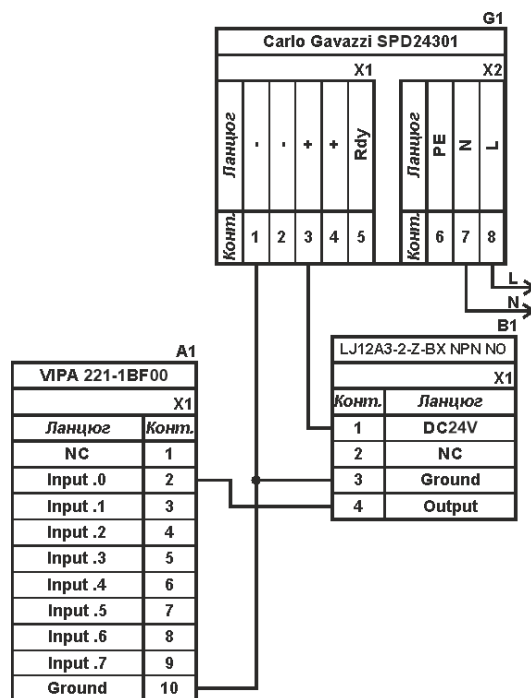 G1
Carlo Gavazzi SPD24301
X1 X2
Ланцюг - - + + Rdy Ланцюг PE N L
Конт. 1 2 3 4 5 Конт. 6 7 8
L
N
B1
LJ12A3-2-Z-BX NPN NO
X1
Конт. Ланцюг
1 DC24V
2 NC
3 Ground
4 Output
A1
VIPA 221-1BF00
X1
Ланцюг Конт.
NC 1
Input .0 2
Input .1 3
Input .2 4
Input .3 5
Input .4 6
Input .5 7
Input .6 8
Input .7 9
Ground 10